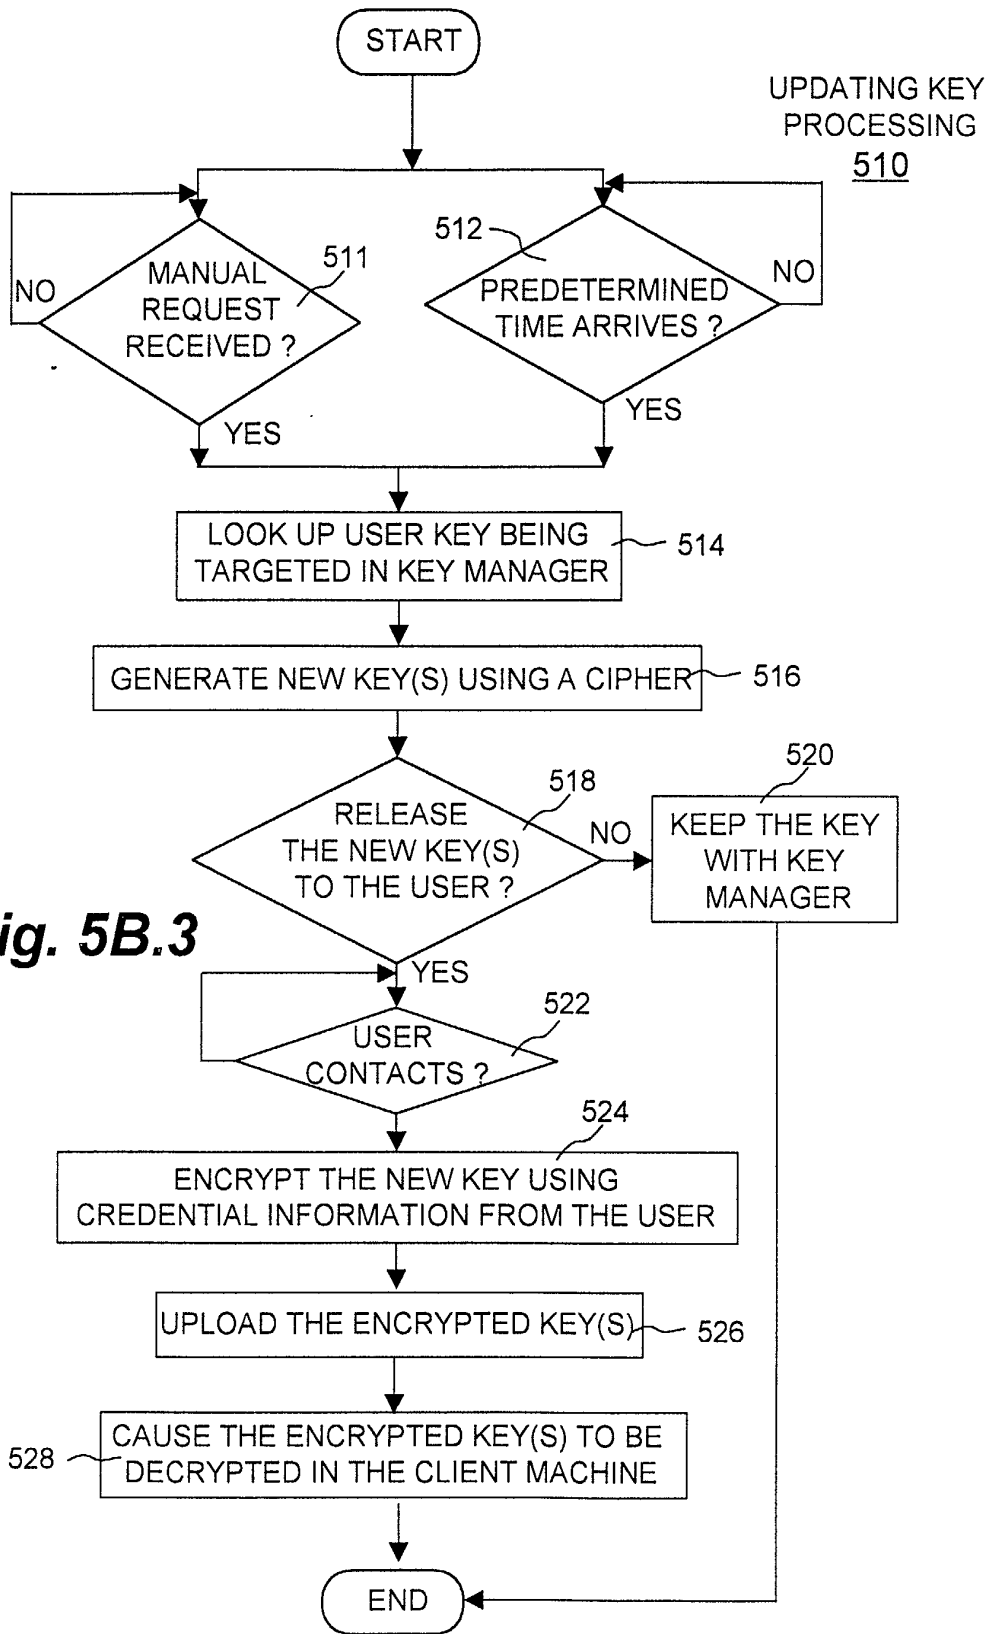 START
UPDATING KEY
PROCESSING
510
512
511
MANUAL
REQUEST
RECEIVED ?
NO
PREDETERMINED
TIME ARRIVES ?
NO
YES
YES
LOOK UP USER KEY BEING
TARGETED IN KEY MANAGER
514
GENERATE NEW KEY(S) USING A CIPHER
516
518
RELEASE
THE NEW KEY(S)
TO THE USER ?
NO
520
KEEP THE KEY
WITH KEY
MANAGER
ig. 5B.3
YES
522
USER
CONTACTS ?
524
ENCRYPT THE NEW KEY USING
CREDENTIAL INFORMATION FROM THE USER
UPLOAD THE ENCRYPTED KEY(S)
526
528
CAUSE THE ENCRYPTED KEY(S) TO BE
DECRYPTED IN THE CLIENT MACHINE
END